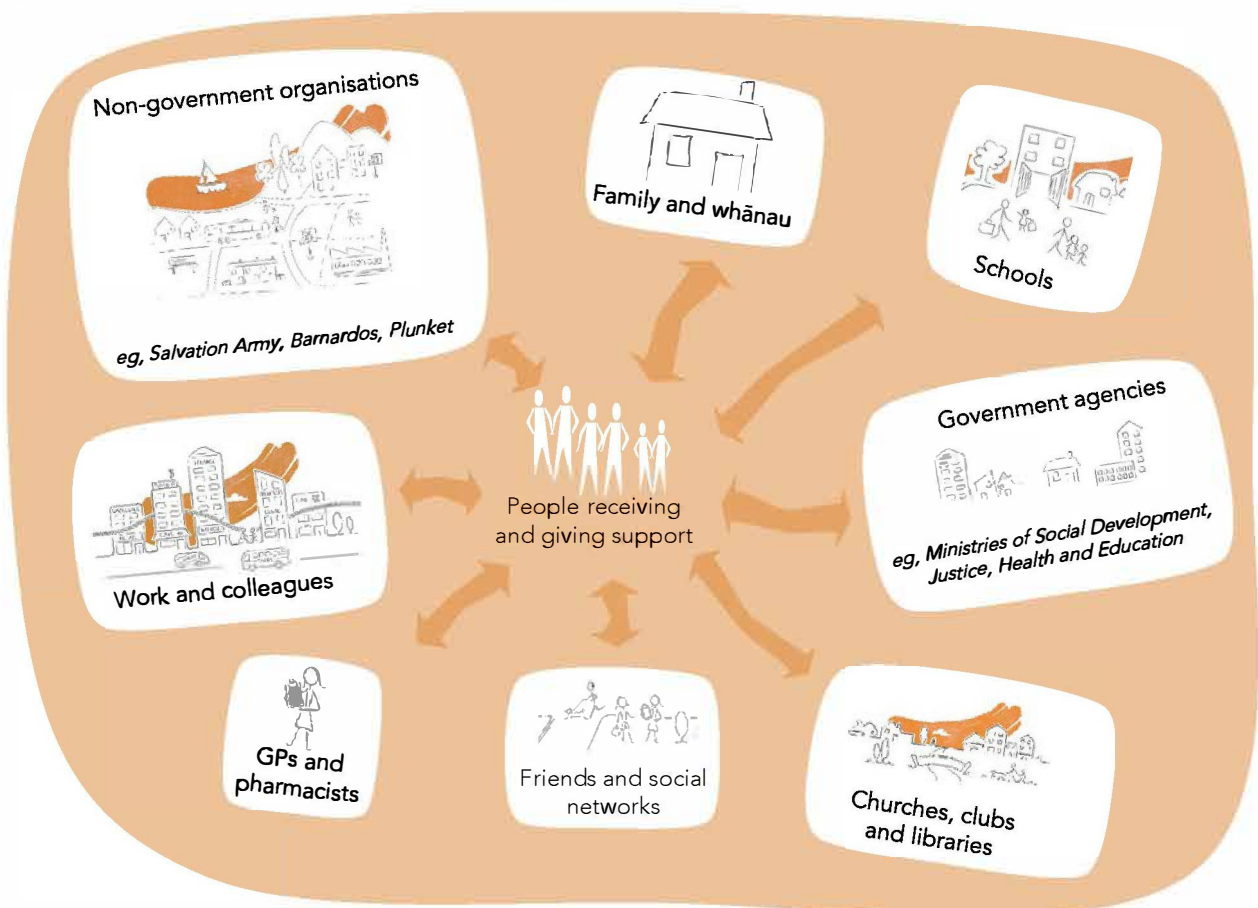 Non-government organisations
eg, Salvation Army, Barnardos, Plunket
Family and whānau
Schools
Government agencies
eg, Ministries of Social Development,
Justice, Health and Education
People receiving
and giving support
Work and colleagues
GPs and
pharmacists
Friends and social
networks
Churches, clubs
and libraries